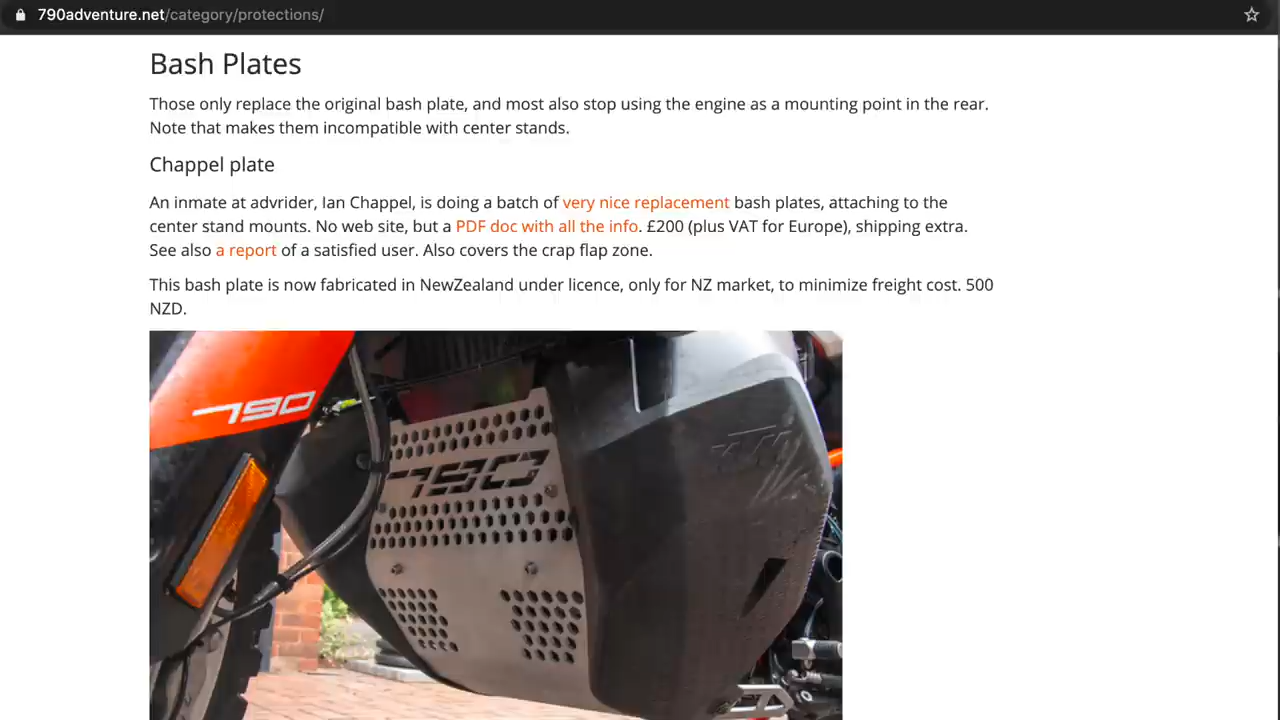 790adventure.net/category/protections/
Bash Plates
Those only replace the original bash plate, and most also stop using the engine as a mounting point in the rear.
Note that makes them incompatible with center stands.
Chappel plate
An inmate at advrider, Ian Chappel, is doing a batch of very nice replacement bash plates, attaching to the
center stand mounts. No web site, but a PDF doc with all the info. £200 (plus VAT for Europe), shipping extra.
See also a report of a satisfied user. Also covers the crap flap zone.
This bash plate is now fabricated in NewZealand under licence, only for NZ market, to minimize freight cost. 500
NZD.
790
790
KTM